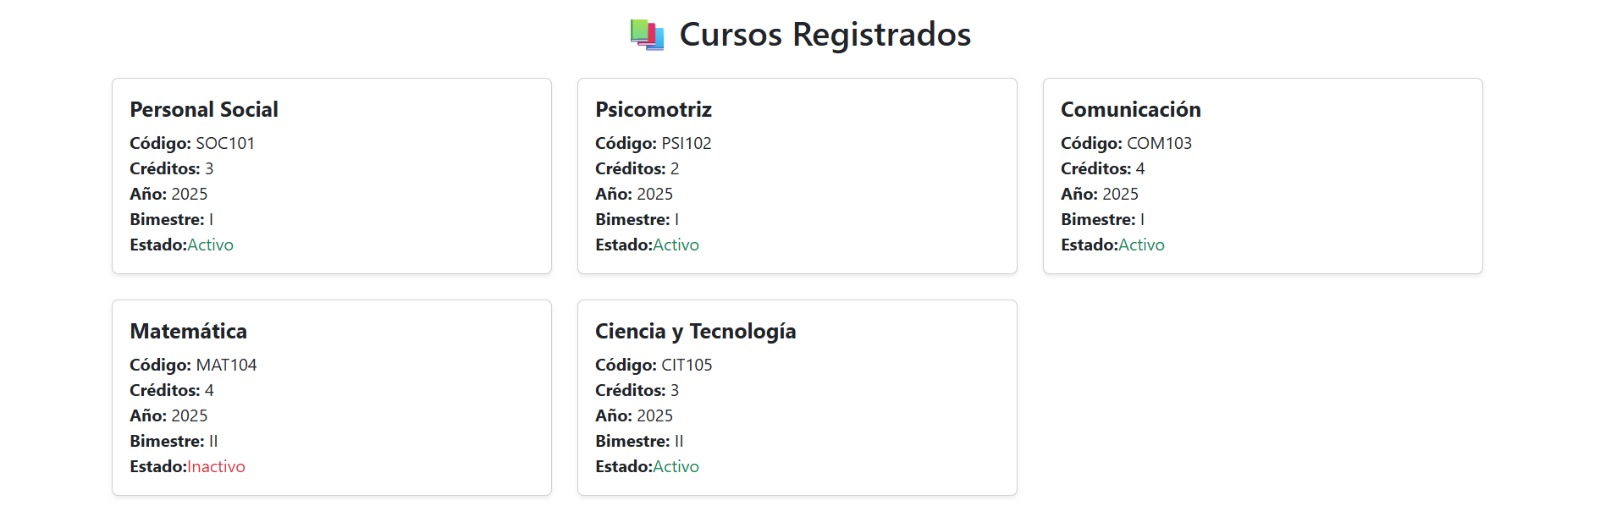 Cursos Registrados
Personal Social
Código: SOC101
Créditos: 3
Año: 2025
Bimestre: I
Estado:Activo
Psicomotriz
Código: PSI102
Créditos: 2
Año: 2025
Bimestre: I
Estado:Activo
Comunicación
Código: COM103
Créditos: 4
Año: 2025
Bimestre: I
Estado:Activo
Matemática
Código: MAT104
Créditos: 4
Año: 2025
Bimestre: II
Estado:Inactivo
Ciencia y Tecnología
Código: CIT105
Créditos: 3
Año: 2025
Bimestre: II
Estado:Activo